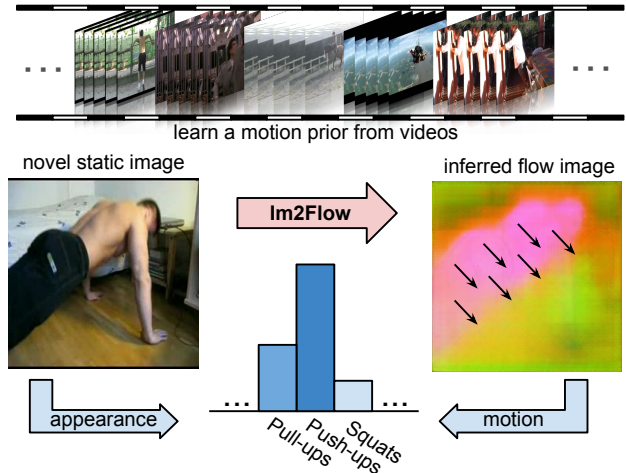 learn a motion prior from videos
novel static image
inferred flow image
Im2Flow
appearance
motion
Pull-ups
Push-ups
Squats